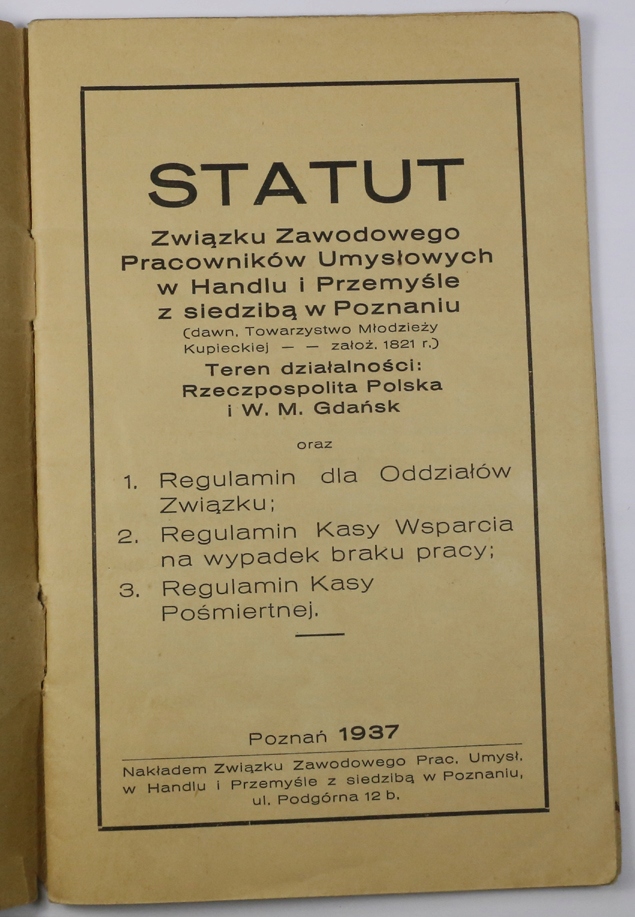 STATUT
Związku Zawodowego
Pracowników Umysłowych
w Handlu i Przemyśle
z siedzibą w Poznaniu
(dawn. Towarzystwo Młodzieży
Kupieckiej — — założ. 1821 r.)
Teren działalności:
Rzeczpospolita Polska
i W. M. Gdańsk
oraz
1. Regulamin dla Oddziałów
Związku;
2. Regulamin Kasy Wsparcia
na wypadek braku pracy;
3. Regulamin Kasy
Pośmiertnej.
Poznań 1937
Nakładem Związku Zawodowego Prac. Umysł.
w Handlu i Przemyśle z siedzibą w Poznaniu,
ul. Podgórna 12 b.